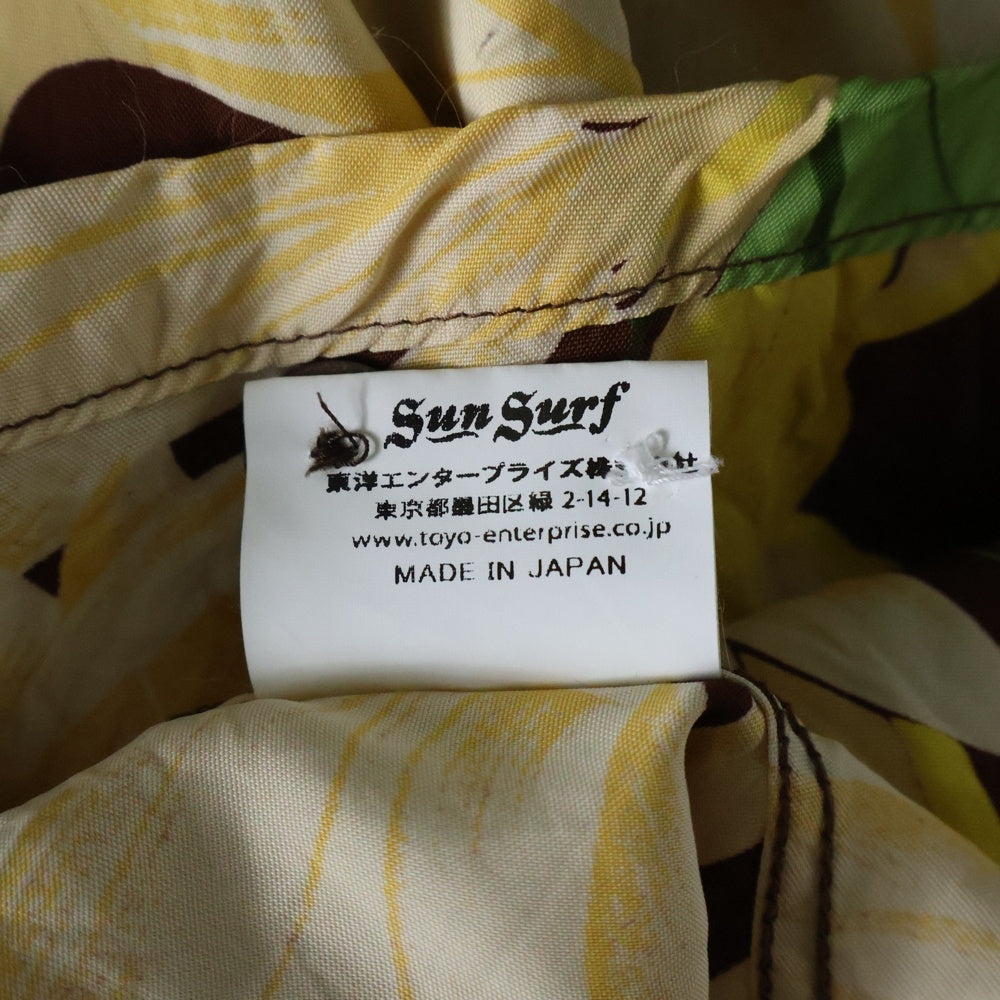 Sun Surf
東洋エンタープライズ株 社
東京都墨田区緑 2-14-12
www.toyo-enterprise.co.jp
MADE IN JAPAN